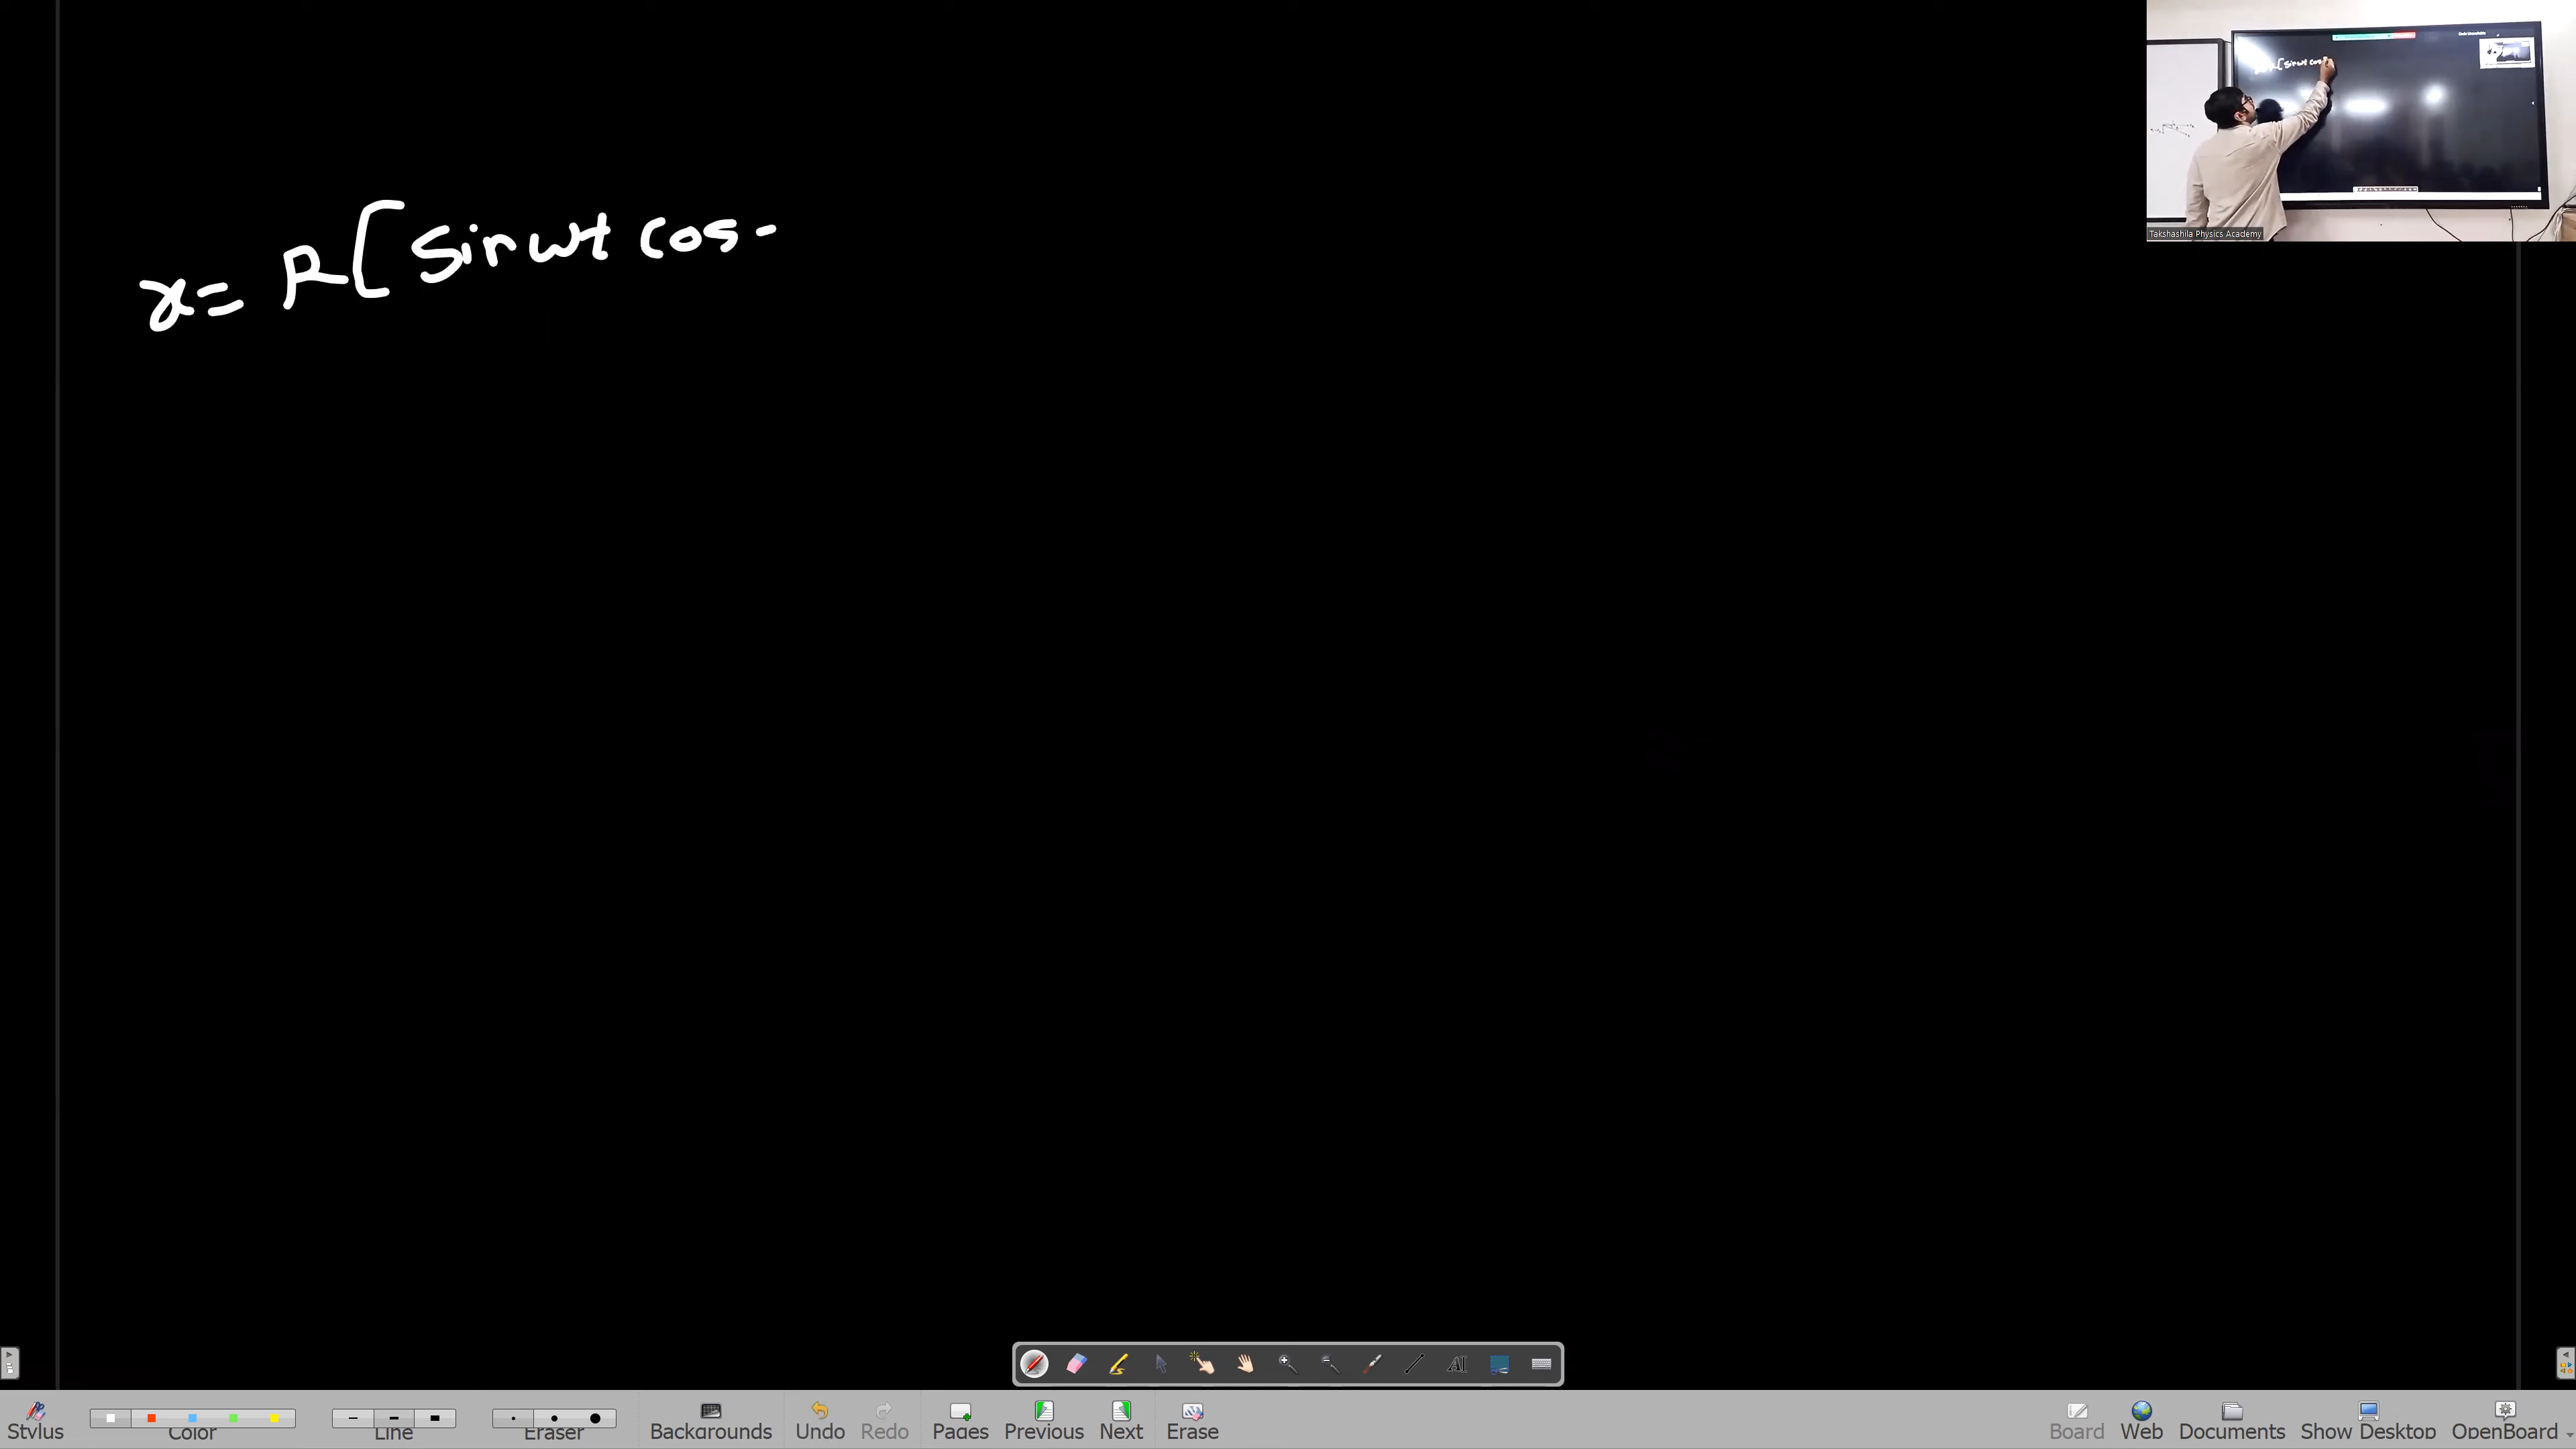 x= R[ Sin wt cos -
Takshashila Physics Academy
Stylus Color Line Eraser Backgrounds Undo Redo Pages Previous Next Erase Board Web Documents Show Desktop OpenBoard